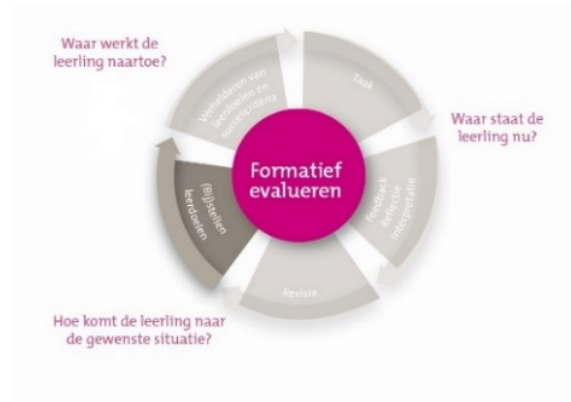 Waar werkt de
leerling naartoe?
Verhelderen van
leerdoelen en
succescriteria
Taak
Waar staat de
leerling nu?
Formatief
evalueren
(Bij)stellen
leerdoelen
Feedback
Reflectie
Interpretatie
Revisie
Hoe komt de leerling naar
de gewenste situatie?